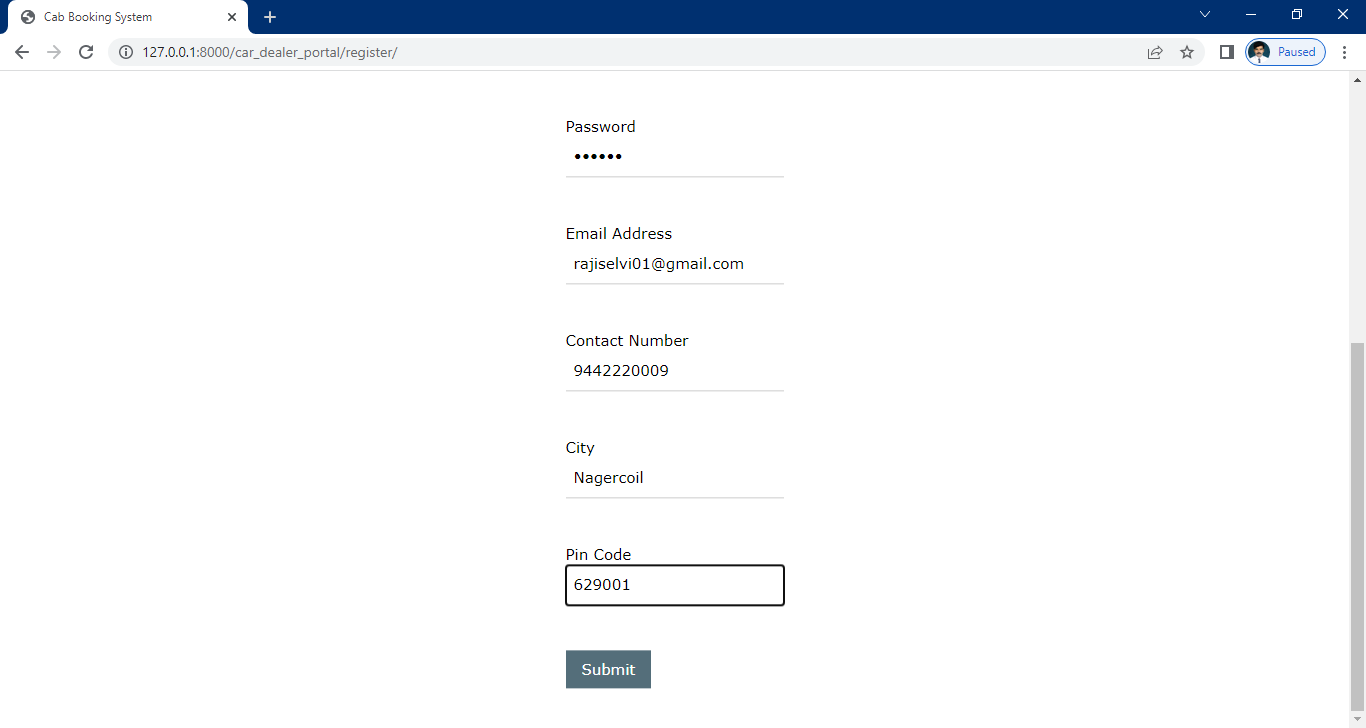 Cab Booking System
127.0.0.1:8000/car_dealer_portal/register/
Paused
Password
••••••
Email Address
rajiselvi01@gmail.com
Contact Number
9442220009
City
Nagercoil
Pin Code
629001
Submit